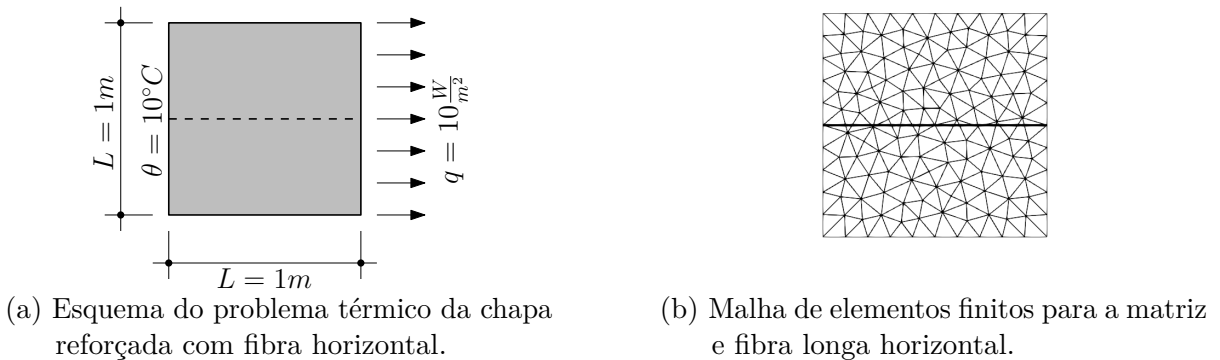 L = 1m
θ = 10°C
q = 10 W/m²
L = 1m
(a) Esquema do problema térmico da chapa
reforçada com fibra horizontal.
(b) Malha de elementos finitos para a matriz
e fibra longa horizontal.